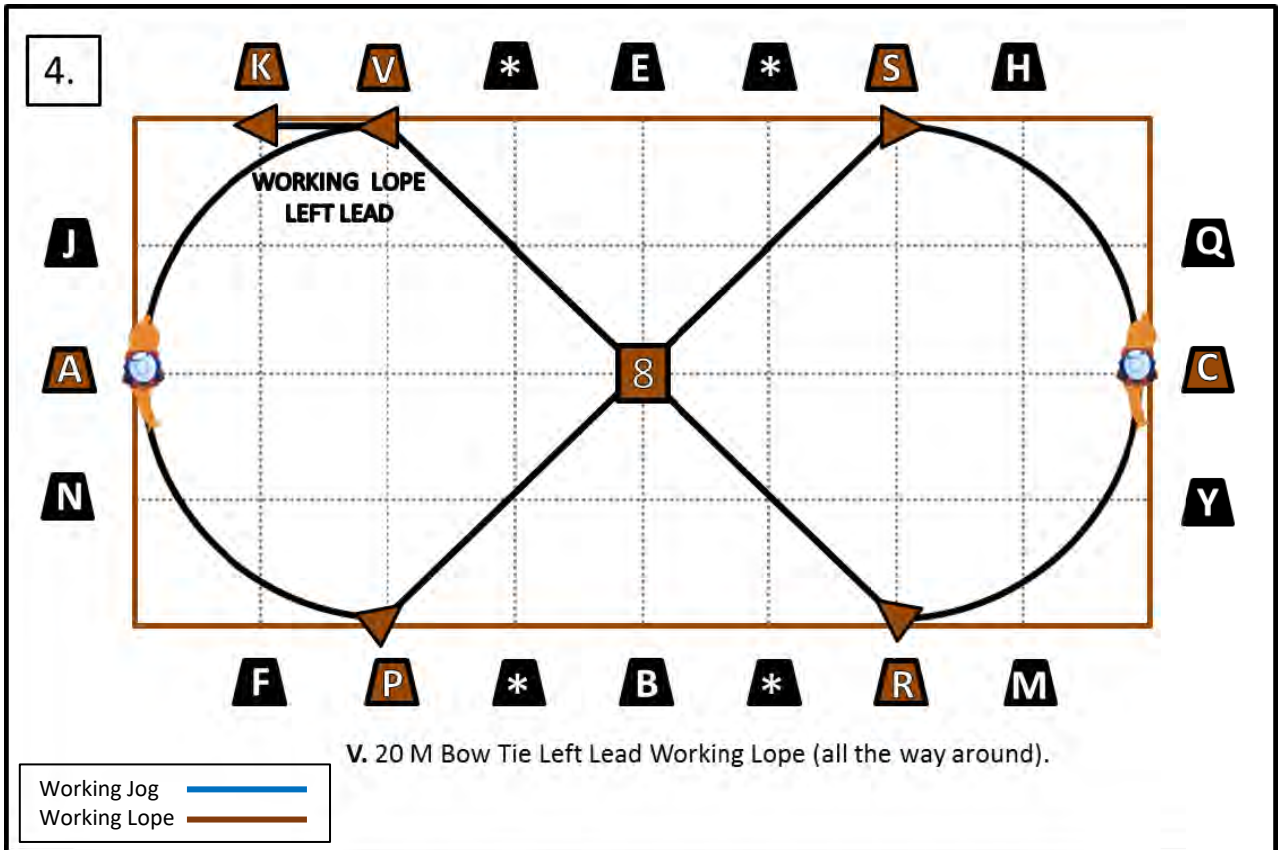 4.
K V * E * S H
WORKING LOPE
LEFT LEAD
J Q
A 8 C
N Y
F P * B * R M
V. 20 M Bow Tie Left Lead Working Lope (all the way around).
Working Jog
Working Lope